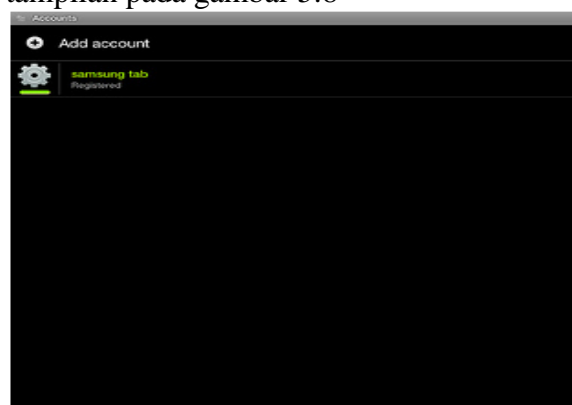 tampilan pada gambar 3.8
Accounts
Add account
samsung tab
Registered